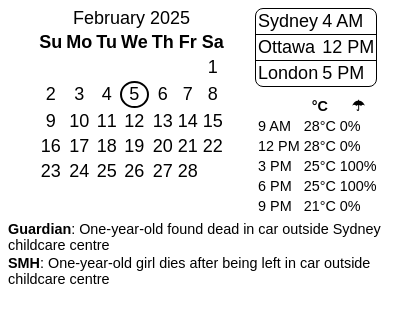 February 2025
Su Mo Tu We Th Fr Sa
1
2 3 4 5 6 7 8
9 10 11 12 13 14 15
16 17 18 19 20 21 22
23 24 25 26 27 28
Sydney 4 AM
Ottawa 12 PM
London 5 PM
°C ☂
9 AM 28°C 0%
12 PM 28°C 0%
3 PM 25°C 100%
6 PM 25°C 100%
9 PM 21°C 0%
Guardian: One-year-old found dead in car outside Sydney
childcare centre
SMH: One-year-old girl dies after being left in car outside
childcare centre